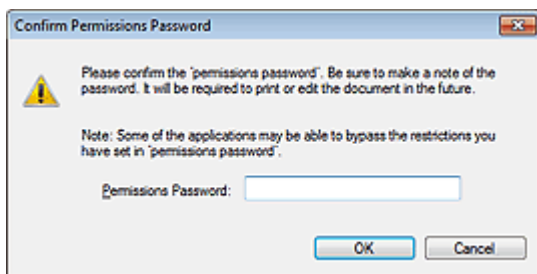 Confirm Permissions Password
Please confirm the "permissions password". Be sure to make a note of the
password. It will be required to print or edit the document in the future.
Note: Some of the applications may be able to bypass the restrictions you
have set in "permissions password".
Permissions Password:
OK Cancel